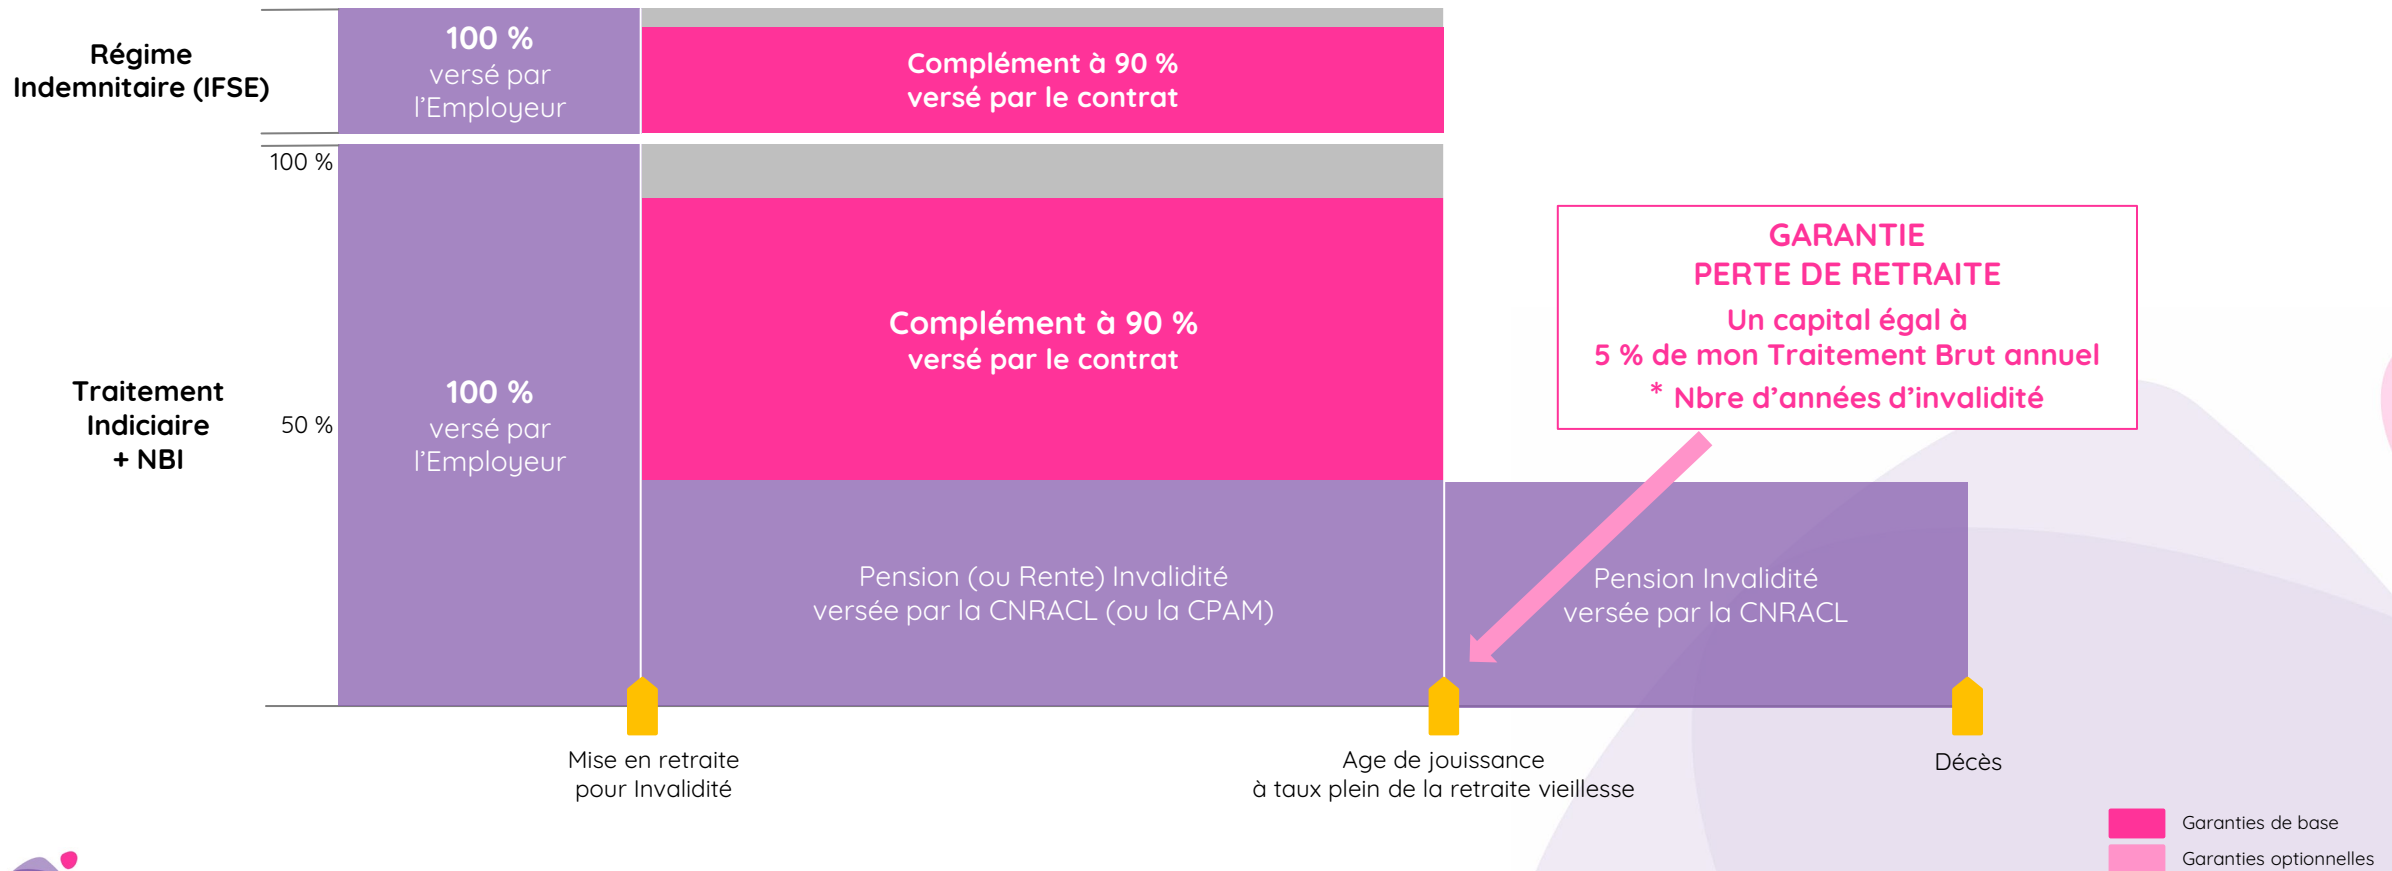 Régime
Indemnitaire (IFSE)
100 %
versé par
l'Employeur
Complément à 90 %
versé par le contrat
100 %
50 %
Traitement
Indiciaire
+ NBI
100 %
versé par
l'Employeur
Complément à 90 %
versé par le contrat
Pension (ou Rente) Invalidité
versée par la CNRACL (ou la CPAM)
GARANTIE
PERTE DE RETRAITE
Un capital égal à
5 % de mon Traitement Brut annuel
* Nbre d'années d'invalidité
Pension Invalidité
versée par la CNRACL
Mise en retraite
pour Invalidité
Age de jouissance
à taux plein de la retraite vieillesse
Décès
Garanties de base
Garanties optionnelles